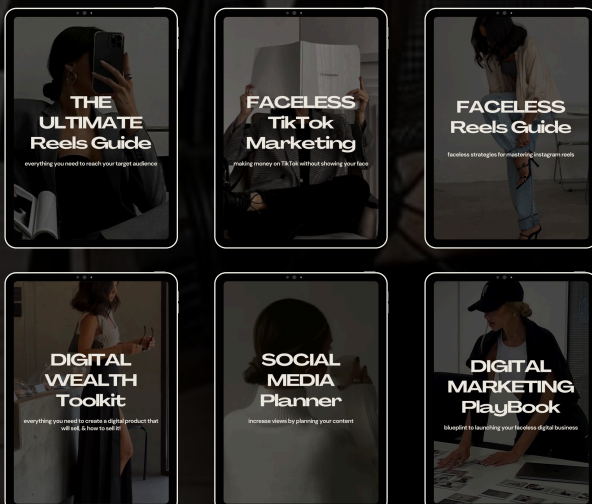 THE
ULTIMATE
Reels Guide
everything you need to reach your target audience
FACELESS
TikTok
Marketing
making money on TikTok without showing your face
FACELESS
Reels Guide
faceless strategies for mastering instagram reels
DIGITAL
WEALTH
Toolkit
everything you need to create a digital product that
will sell, & how to sell it!
SOCIAL
MEDIA
Planner
increase views by planning your content
DIGITAL
MARKETING
PlayBook
blueplint to launching your faceless digital business